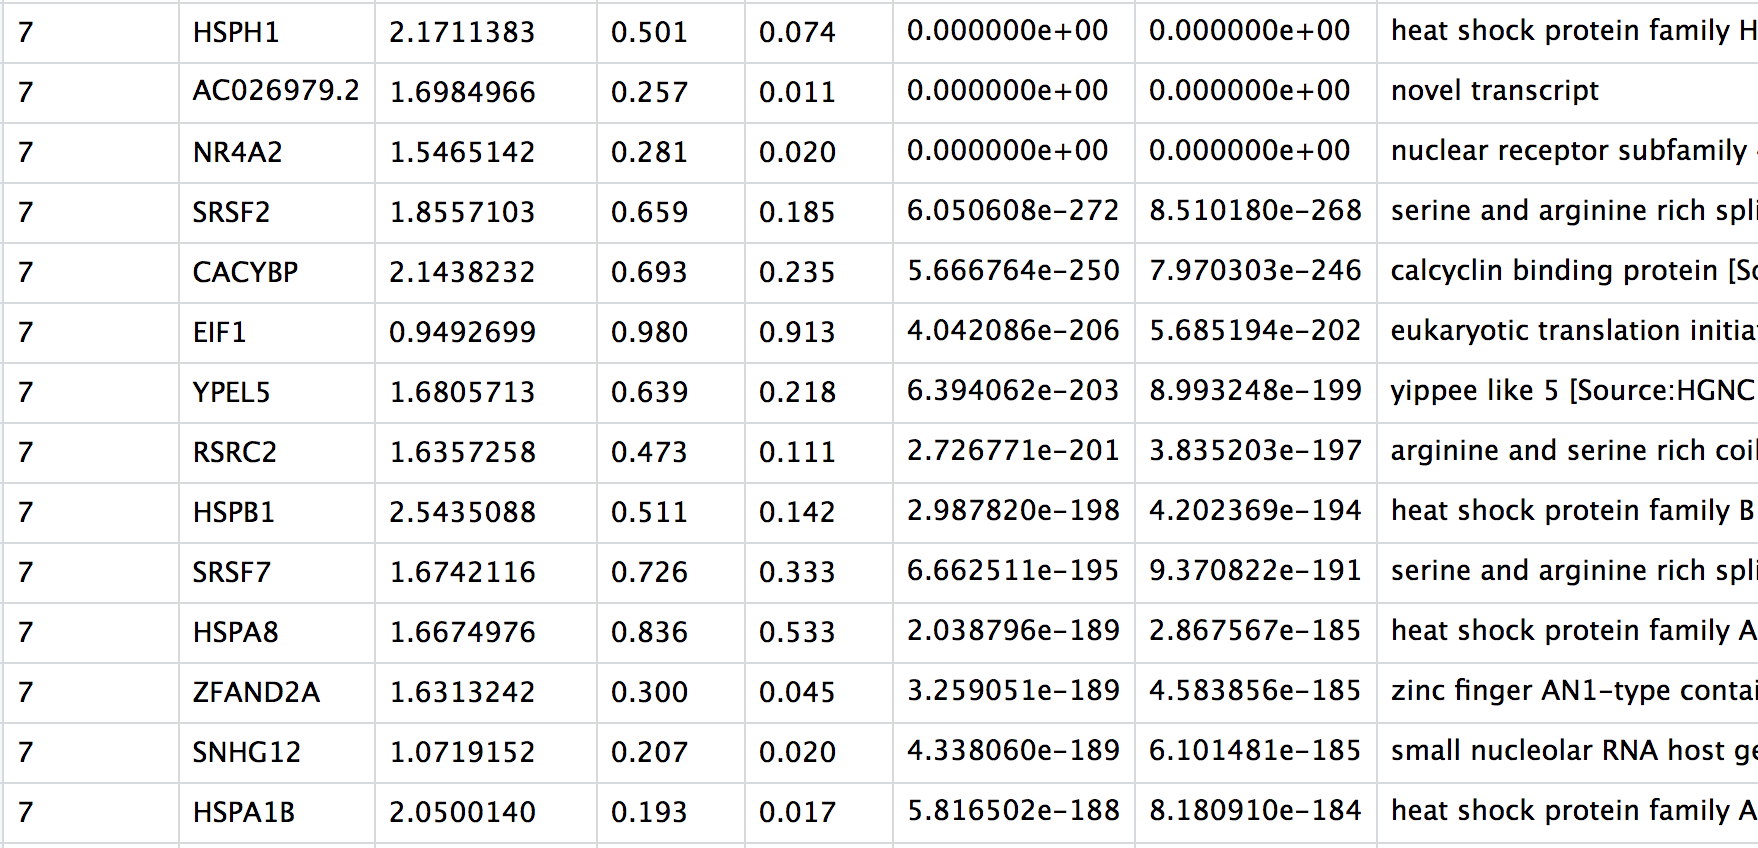 7 HSPH1 2.1711383 0.501 0.074 0.000000e+00 0.000000e+00 heat shock protein family H
7 AC026979.2 1.6984966 0.257 0.011 0.000000e+00 0.000000e+00 novel transcript
7 NR4A2 1.5465142 0.281 0.020 0.000000e+00 0.000000e+00 nuclear receptor subfamily
7 SRSF2 1.8557103 0.659 0.185 6.050608e-272 8.510180e-268 serine and arginine rich spli
7 CACYBP 2.1438232 0.693 0.235 5.666764e-250 7.970303e-246 calcyclin binding protein [So
7 EIF1 0.9492699 0.980 0.913 4.042086e-206 5.685194e-202 eukaryotic translation initiat
7 YPEL5 1.6805713 0.639 0.218 6.394062e-203 8.993248e-199 yippee like 5 [Source:HGNC
7 RSRC2 1.6357258 0.473 0.111 2.726771e-201 3.835203e-197 arginine and serine rich coil
7 HSPB1 2.5435088 0.511 0.142 2.987820e-198 4.202369e-194 heat shock protein family B
7 SRSF7 1.6742116 0.726 0.333 6.662511e-195 9.370822e-191 serine and arginine rich spli
7 HSPA8 1.6674976 0.836 0.533 2.038796e-189 2.867567e-185 heat shock protein family A
7 ZFAND2A 1.6313242 0.300 0.045 3.259051e-189 4.583856e-185 zinc finger AN1-type contai
7 SNHG12 1.0719152 0.207 0.020 4.338060e-189 6.101481e-185 small nucleolar RNA host ge
7 HSPA1B 2.0500140 0.193 0.017 5.816502e-188 8.180910e-184 heat shock protein family A